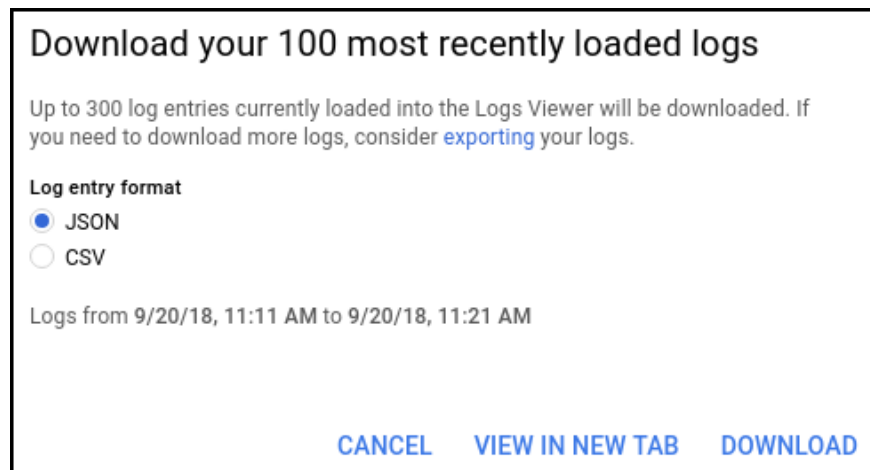 Download your 100 most recently loaded logs
Up to 300 log entries currently loaded into the Logs Viewer will be downloaded. If
you need to download more logs, consider exporting your logs.
Log entry format
JSON
CSV
Logs from 9/20/18, 11:11 AM to 9/20/18, 11:21 AM
CANCEL VIEW IN NEW TAB DOWNLOAD